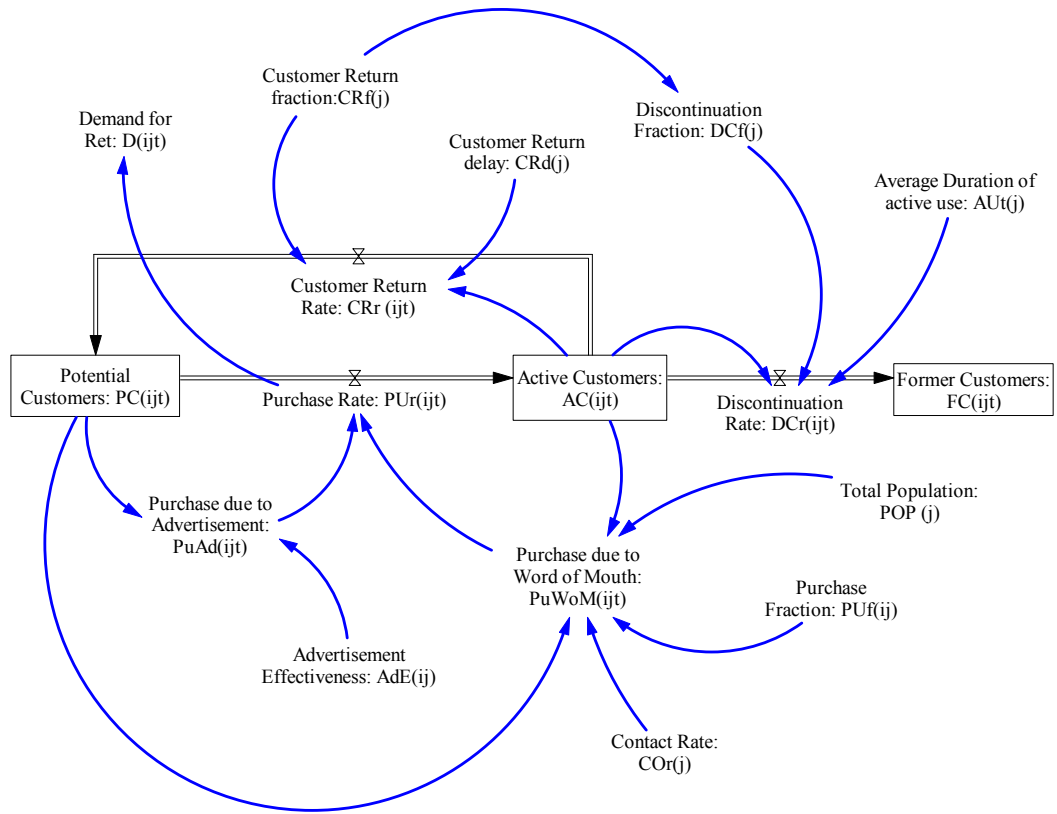 Customer Return
fraction:CRf(j)
Demand for
Ret: D(ijt)
Discontinuation
Fraction: DCf(j)
Customer Return
delay: CRd(j)
Average Duration of
active use: AUt(j)
Customer Return
Rate: CRr (ijt)
Potential
Customers: PC(ijt)
Purchase Rate: PUr(ijt)
Active Customers:
AC(ijt)
Discontinuation
Rate: DCr(ijt)
Former Customers:
FC(ijt)
Purchase due to
Advertisement:
PuAd(ijt)
Total Population:
POP (j)
Purchase due to
Word of Mouth:
PuWoM(ijt)
Purchase
Fraction: PUf(ij)
Advertisement
Effectiveness: AdE(ij)
Contact Rate:
COr(j)